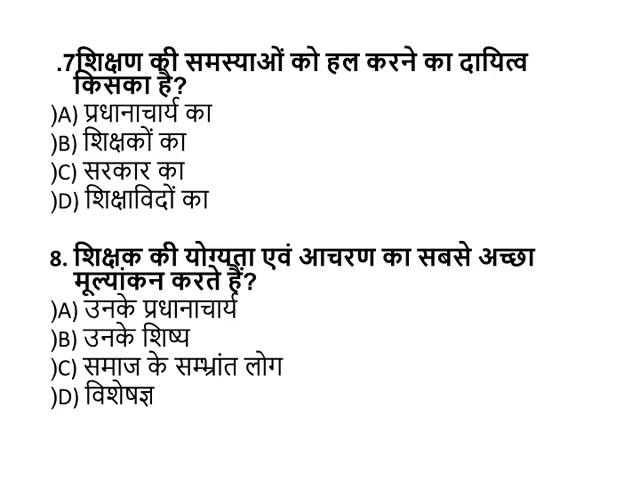 .7शिक्षण की समस्याओं को हल करने का दायित्व
किसका है?
)A) प्रधानाचार्य का
)B) शिक्षकों का
)C) सरकार का
)D) शिक्षाविदों का
8. शिक्षक की योग्यता एवं आचरण का सबसे अच्छा
मूल्यांकन करते हैं?
)A) उनके प्रधानाचार्य
)B) उनके शिष्य
)C) समाज के सम्भ्रांत लोग
)D) विशेषज्ञ